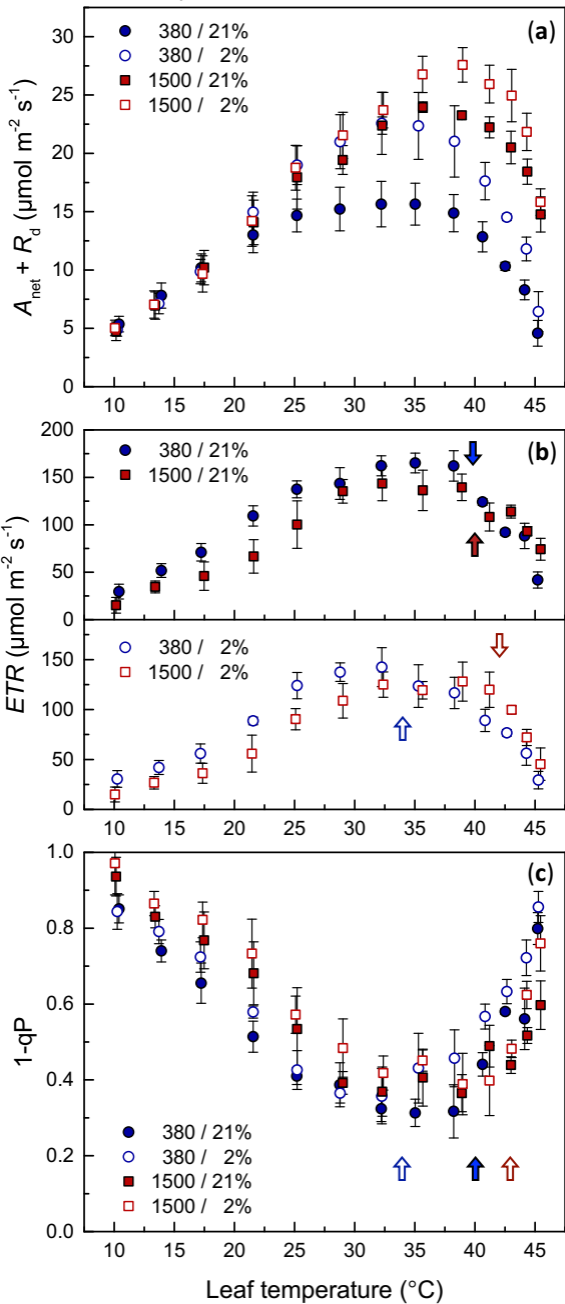 (a)
380 / 21%
380 / 2%
1500 / 21%
1500 / 2%
30
25
20
15
10
5
0
A_net + R_d (µmol m⁻² s⁻¹)
10 15 20 25 30 35 40 45
(b)
380 / 21%
1500 / 21%
200
150
100
50
0
380 / 2%
1500 / 2%
150
100
50
0
ETR (µmol m⁻² s⁻¹)
10 15 20 25 30 35 40 45
(c)
1.0
0.8
0.6
0.4
0.2
0.0
1-qP
380 / 21%
380 / 2%
1500 / 21%
1500 / 2%
10 15 20 25 30 35 40 45
Leaf temperature (°C)